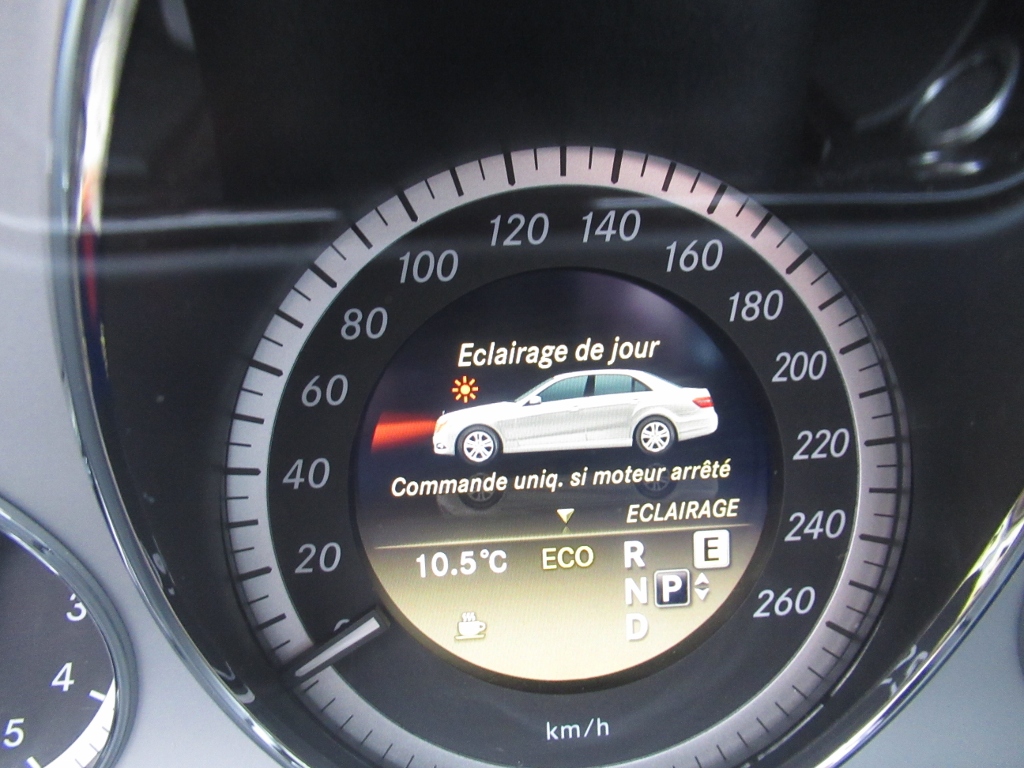 120 140
100 160
80 180
60 200
40 220
20 240
260
Eclairage de jour
Commande uniq. si moteur arrêté
ECLAIRAGE
10.5°C ECO R E
N P
D
km/h
3
4
5